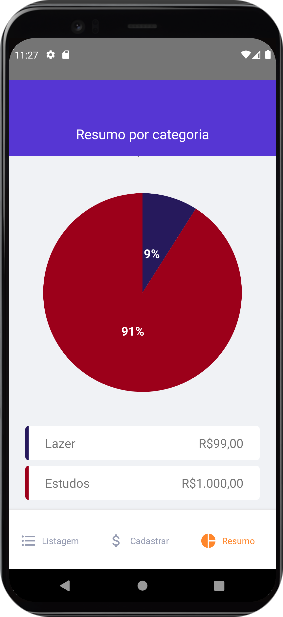 11:27
Resumo por categoria
9%
91%
Lazer R$99,00
Estudos R$1.000,00
Listagem Cadastrar Resumo